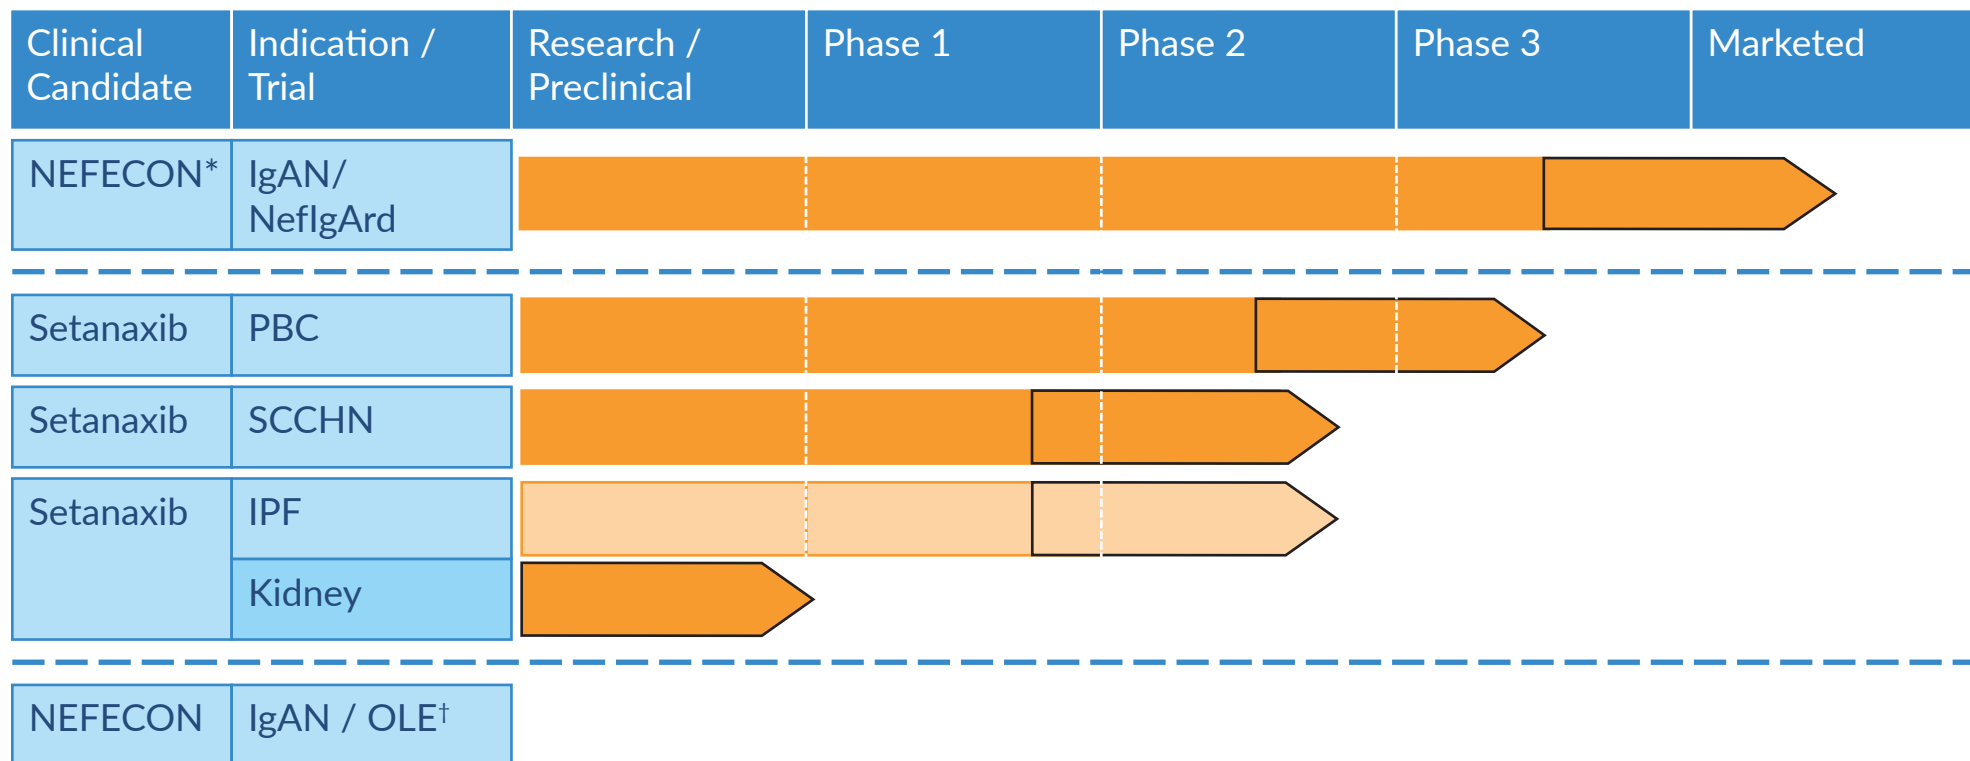 Clinical
Candidate
Indication /
Trial
Research /
Preclinical
Phase 1
Phase 2
Phase 3
Marketed
NEFECON*
IgAN/
NefIgArd
Setanaxib
PBC
Setanaxib
SCCHN
Setanaxib
IPF
Kidney
NEFECON
IgAN / OLE†